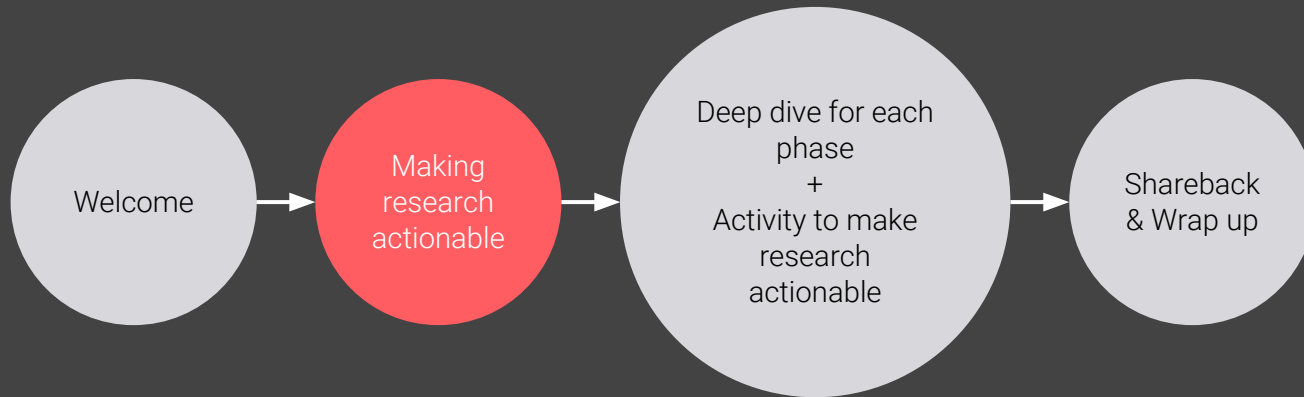 Welcome
Making
research
actionable
Deep dive for each
phase
+
Activity to make
research
actionable
Shareback
& Wrap up